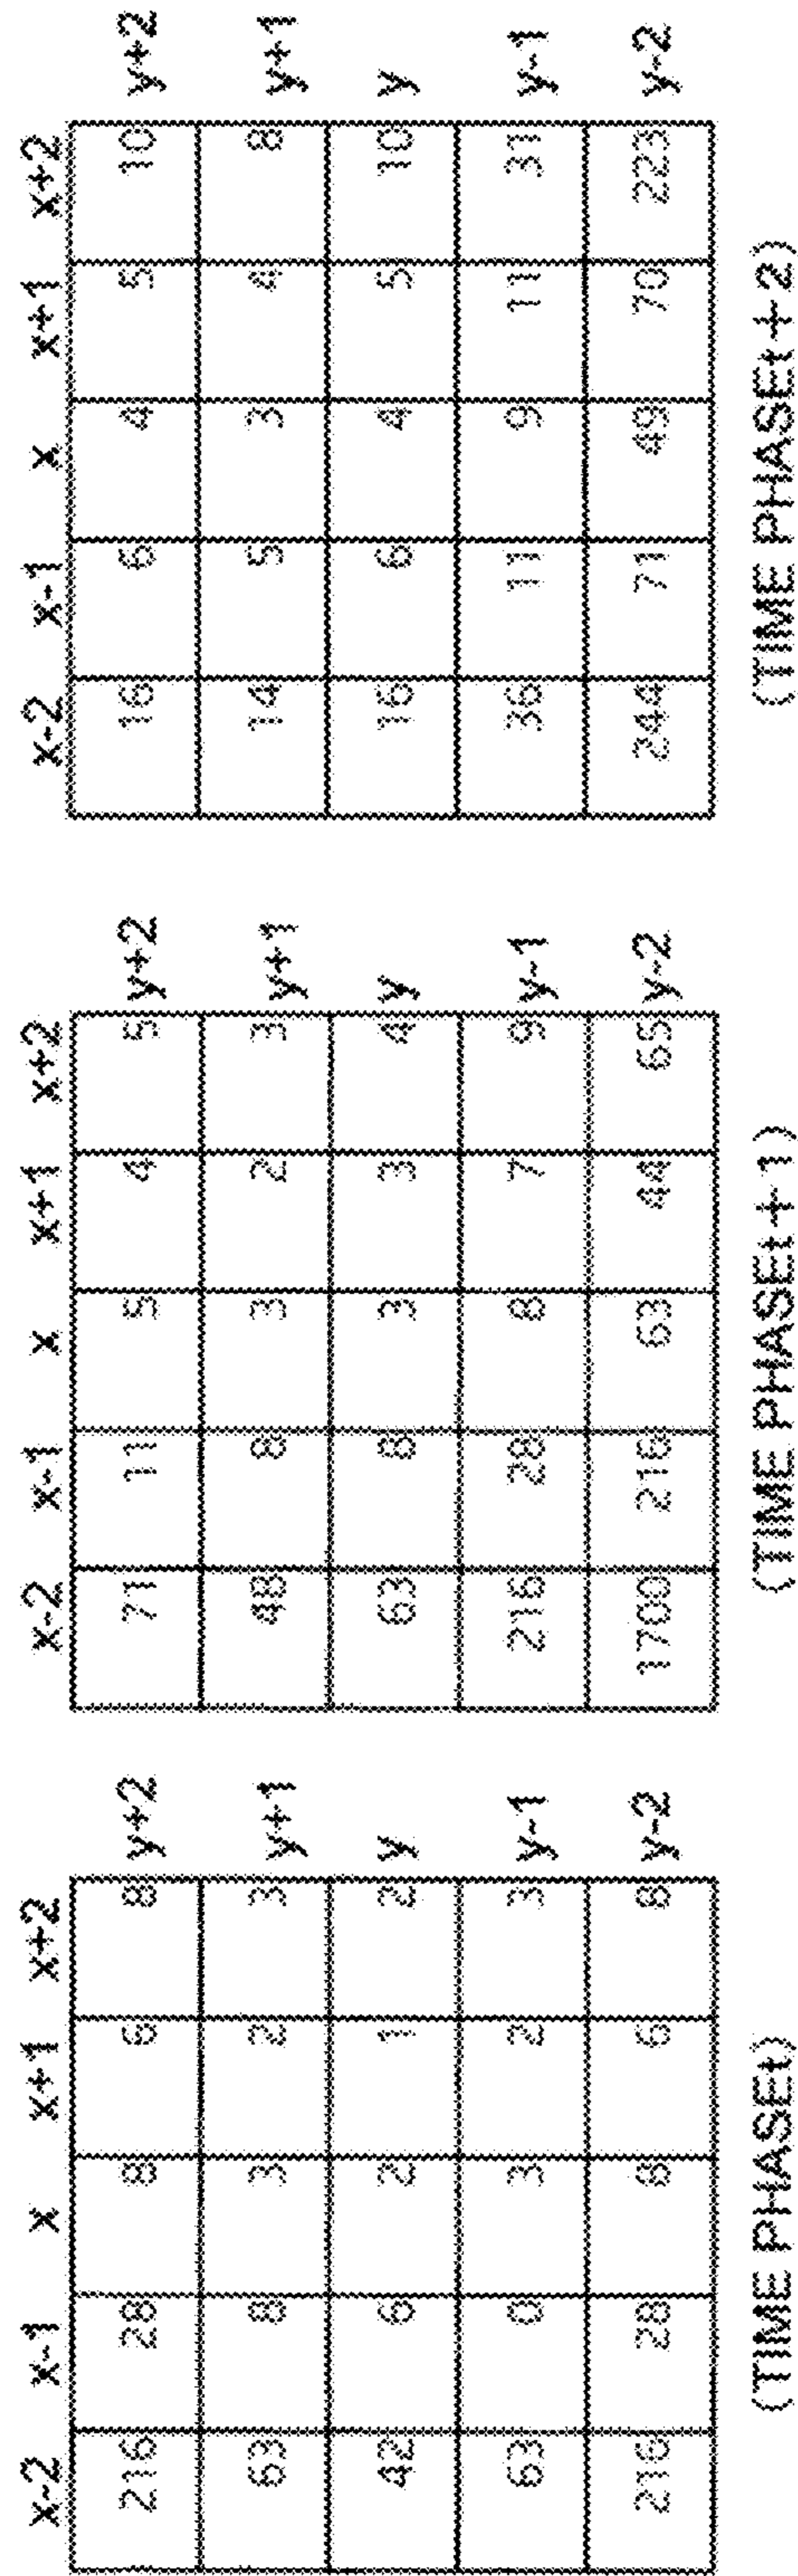 x-2 x-1 x x+1 x+2
216 28 8 6 8 y+2
63 8 3 2 3 y+1
42 6 2 1 2 y
63 0 3 2 3 y-1
216 28 8 6 8 y-2
(TIME PHASEt)
x-2 x-1 x x+1 x+2
71 11 5 4 5 y+2
48 8 3 2 3 y+1
63 8 3 3 4 y
216 28 8 7 9 y-1
1700 216 63 44 65 y-2
(TIME PHASEt+1)
x-2 x-1 x x+1 x+2
16 6 4 5 10 y+2
14 5 3 4 8 y+1
16 6 4 5 10 y
36 11 9 11 31 y-1
244 71 49 70 223 y-2
(TIME PHASEt+2)